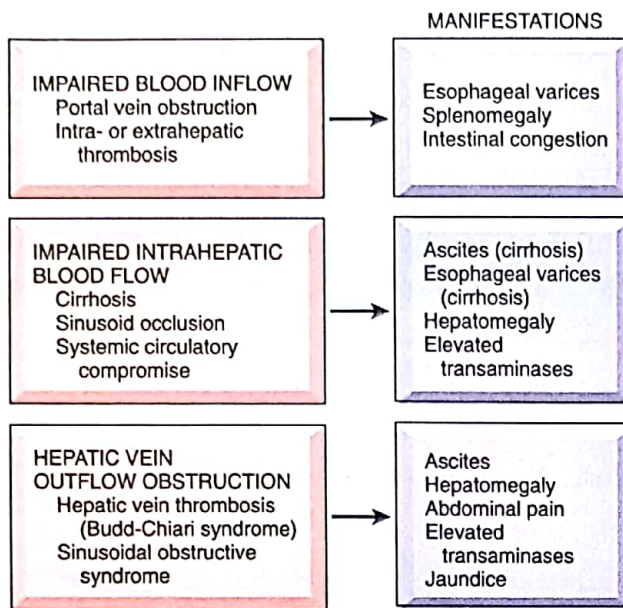 MANIFESTATIONS
IMPAIRED BLOOD INFLOW
Portal vein obstruction
Intra- or extrahepatic
thrombosis
Esophageal varices
Splenomegaly
Intestinal congestion
IMPAIRED INTRAHEPATIC
BLOOD FLOW
Cirrhosis
Sinusoid occlusion
Systemic circulatory
compromise
Ascites (cirrhosis)
Esophageal varices
(cirrhosis)
Hepatomegaly
Elevated
transaminases
HEPATIC VEIN
OUTFLOW OBSTRUCTION
Hepatic vein thrombosis
(Budd-Chiari syndrome)
Sinusoidal obstructive
syndrome
Ascites
Hepatomegaly
Abdominal pain
Elevated
transaminases
Jaundice